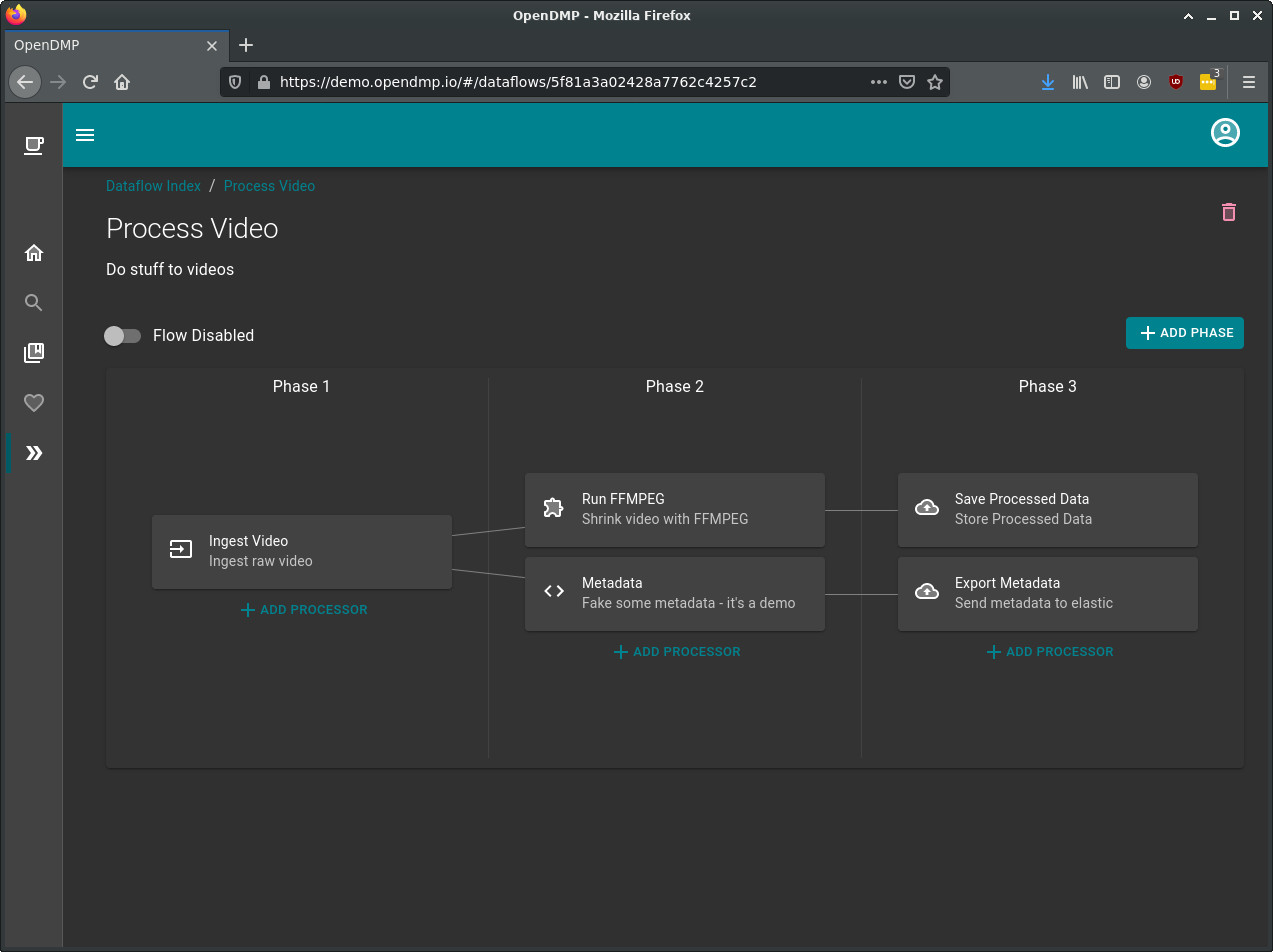 OpenDMP - Mozilla Firefox
OpenDMP
https://demo.opendmp.io/#/dataflows/5f81a3a02428a7762c4257c2
3
Dataflow Index / Process Video
Process Video
Do stuff to videos
Flow Disabled
ADD PHASE
Phase 1
Phase 2
Phase 3
Ingest Video
Ingest raw video
ADD PROCESSOR
Run FFMPEG
Shrink video with FFMPEG
Metadata
Fake some metadata - it's a demo
ADD PROCESSOR
Save Processed Data
Store Processed Data
Export Metadata
Send metadata to elastic
ADD PROCESSOR